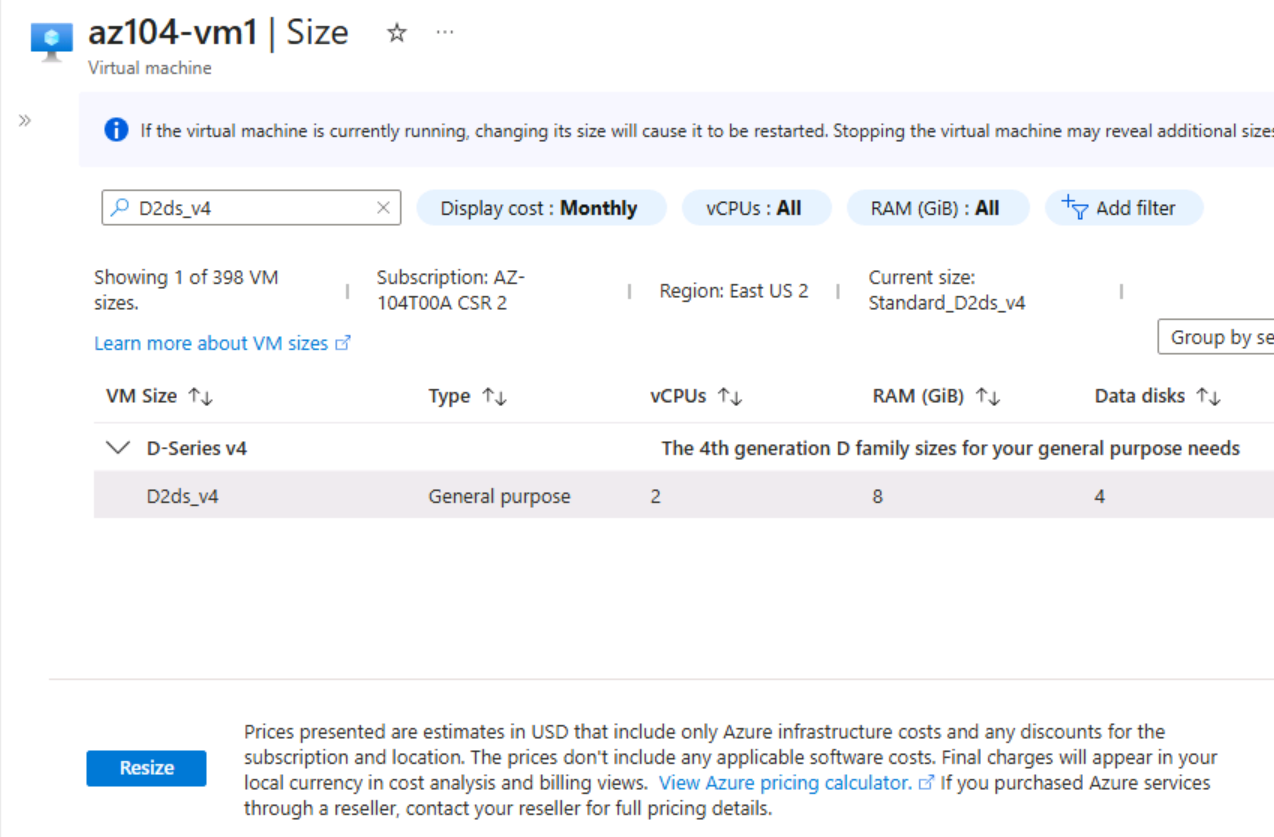 az104-vm1 | Size ☆ ···
Virtual machine
»
If the virtual machine is currently running, changing its size will cause it to be restarted. Stopping the virtual machine may reveal additional sizes
D2ds_v4 Display cost : Monthly vCPUs : All RAM (GiB) : All Add filter
Showing 1 of 398 VM
sizes.
Subscription: AZ-
104T00A CSR 2
Region: East US 2
Current size:
Standard_D2ds_v4
Learn more about VM sizes
Group by se
VM Size ↑↓ Type ↑↓ vCPUs ↑↓ RAM (GiB) ↑↓ Data disks ↑↓
D-Series v4 The 4th generation D family sizes for your general purpose needs
D2ds_v4 General purpose 2 8 4
Resize
Prices presented are estimates in USD that include only Azure infrastructure costs and any discounts for the
subscription and location. The prices don't include any applicable software costs. Final charges will appear in your
local currency in cost analysis and billing views. View Azure pricing calculator. If you purchased Azure services
through a reseller, contact your reseller for full pricing details.